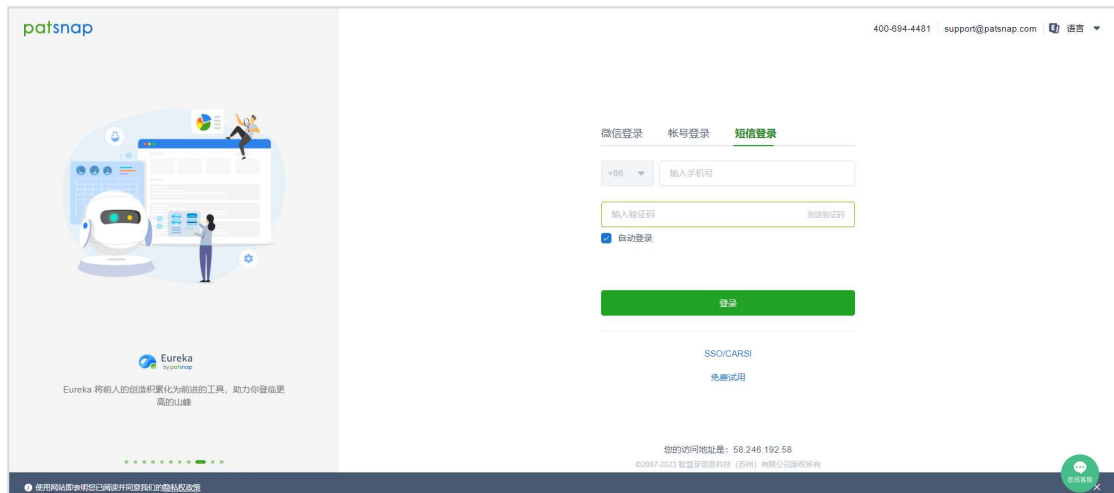 patsnap
400-694-4481 support@patsnap.com 语言
微信登录 帐号登录 短信登录
+86 输入手机号
输入验证码 发送验证码
自动登录
登录
SSO/CARSI
免费试用
Eureka
by patsnap
Eureka 将前人的创造积累化为前进的工具，助力你登临更
高的山峰
您的访问地址是：58.246.192.58
©2007-2023 智慧芽信息科技（苏州）有限公司版权所有
使用网站即表明您已阅读并同意我们的隐私权政策
在线客服